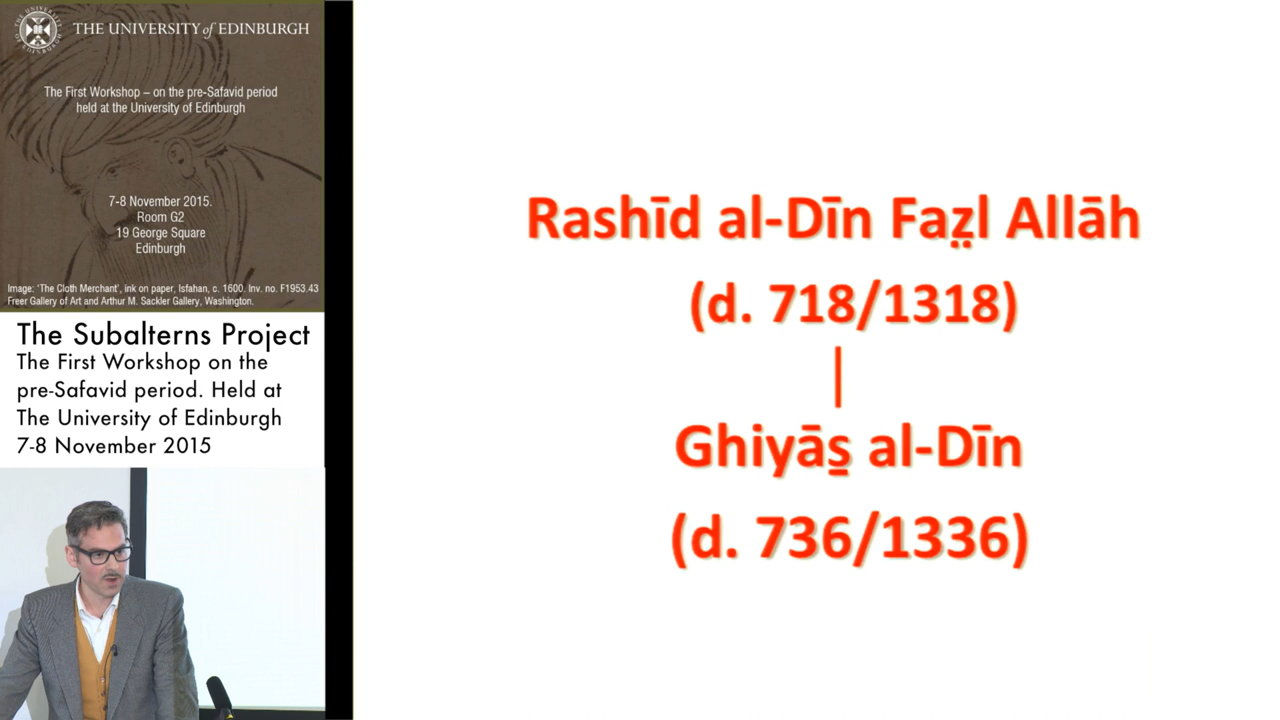 THE UNIVERSITY of EDINBURGH
The First Workshop – on the pre-Safavid period
held at the University of Edinburgh
7-8 November 2015.
Room G2
19 George Square
Edinburgh
Image: 'The Cloth Merchant', ink on paper, Isfahan, c. 1600. Inv. no. F1953.43
Freer Gallery of Art and Arthur M. Sackler Gallery, Washington.
The Subalterns Project
The First Workshop on the
pre-Safavid period. Held at
The University of Edinburgh
7-8 November 2015
Rashīd al-Dīn Faz̤l Allāh
(d. 718/1318)
|
Ghiyās̱ al-Dīn
(d. 736/1336)